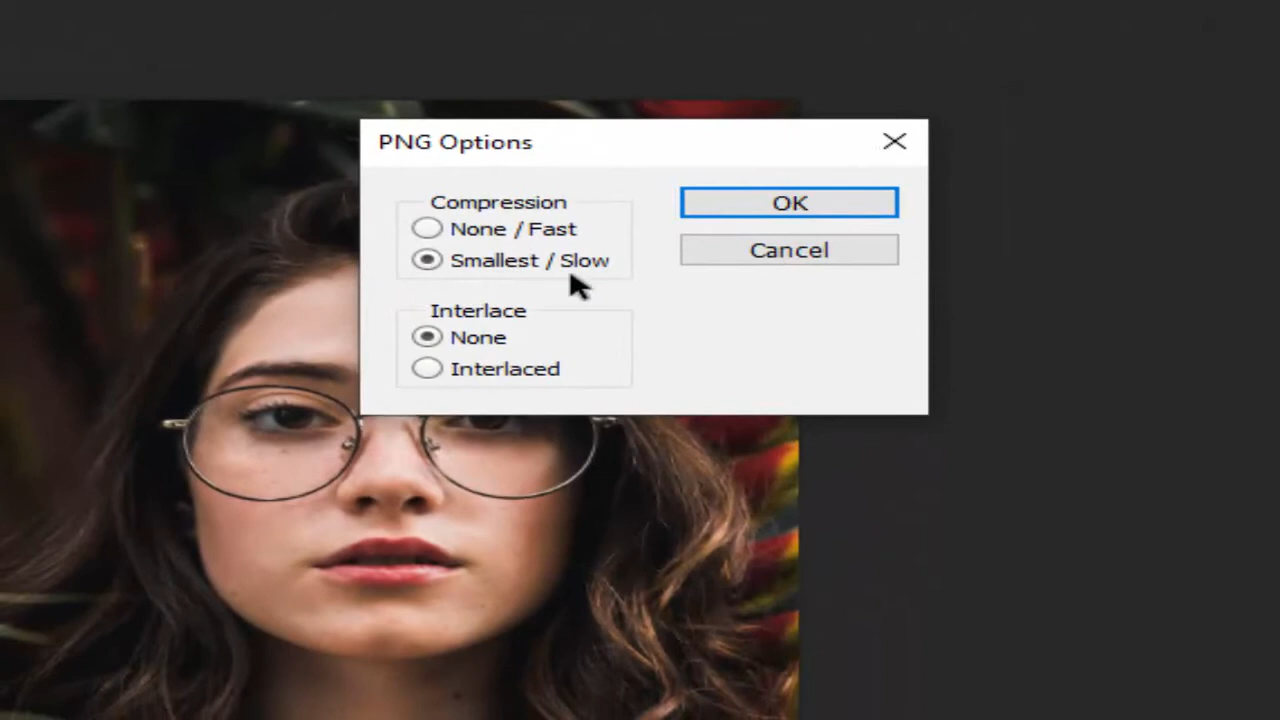 PNG Options
Compression
None / Fast
Smallest / Slow
Interlace
None
Interlaced
OK
Cancel